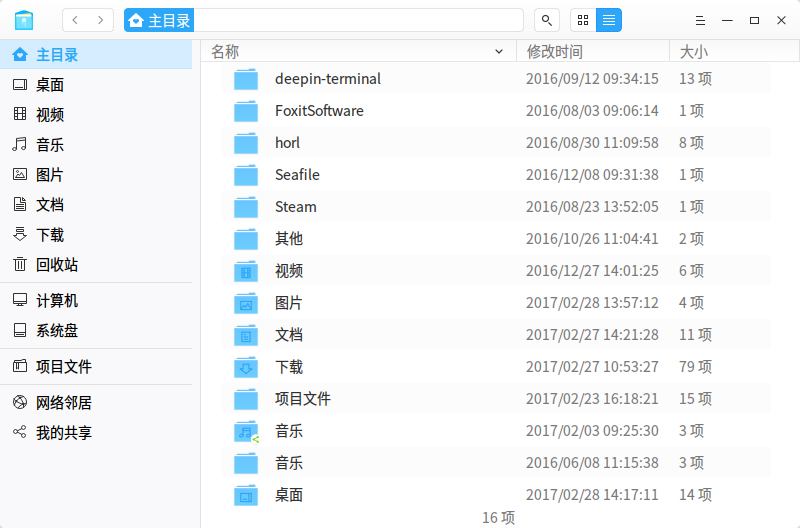 主目录
主目录
桌面
视频
音乐
图片
文档
下载
回收站
计算机
系统盘
项目文件
网络邻居
我的共享
名称 修改时间 大小
deepin-terminal 2016/09/12 09:34:15 13 项
FoxitSoftware 2016/08/03 09:06:14 1 项
horl 2016/08/30 11:09:58 8 项
Seafile 2016/12/08 09:31:38 1 项
Steam 2016/08/23 13:52:05 1 项
其他 2016/10/26 11:04:41 2 项
视频 2016/12/27 14:01:25 6 项
图片 2017/02/28 13:57:12 4 项
文档 2017/02/27 14:21:28 11 项
下载 2017/02/27 10:53:27 79 项
项目文件 2017/02/23 16:18:21 15 项
音乐 2017/02/03 09:25:30 3 项
音乐 2016/06/08 11:15:38 3 项
桌面 2017/02/28 14:17:11 14 项
16 项